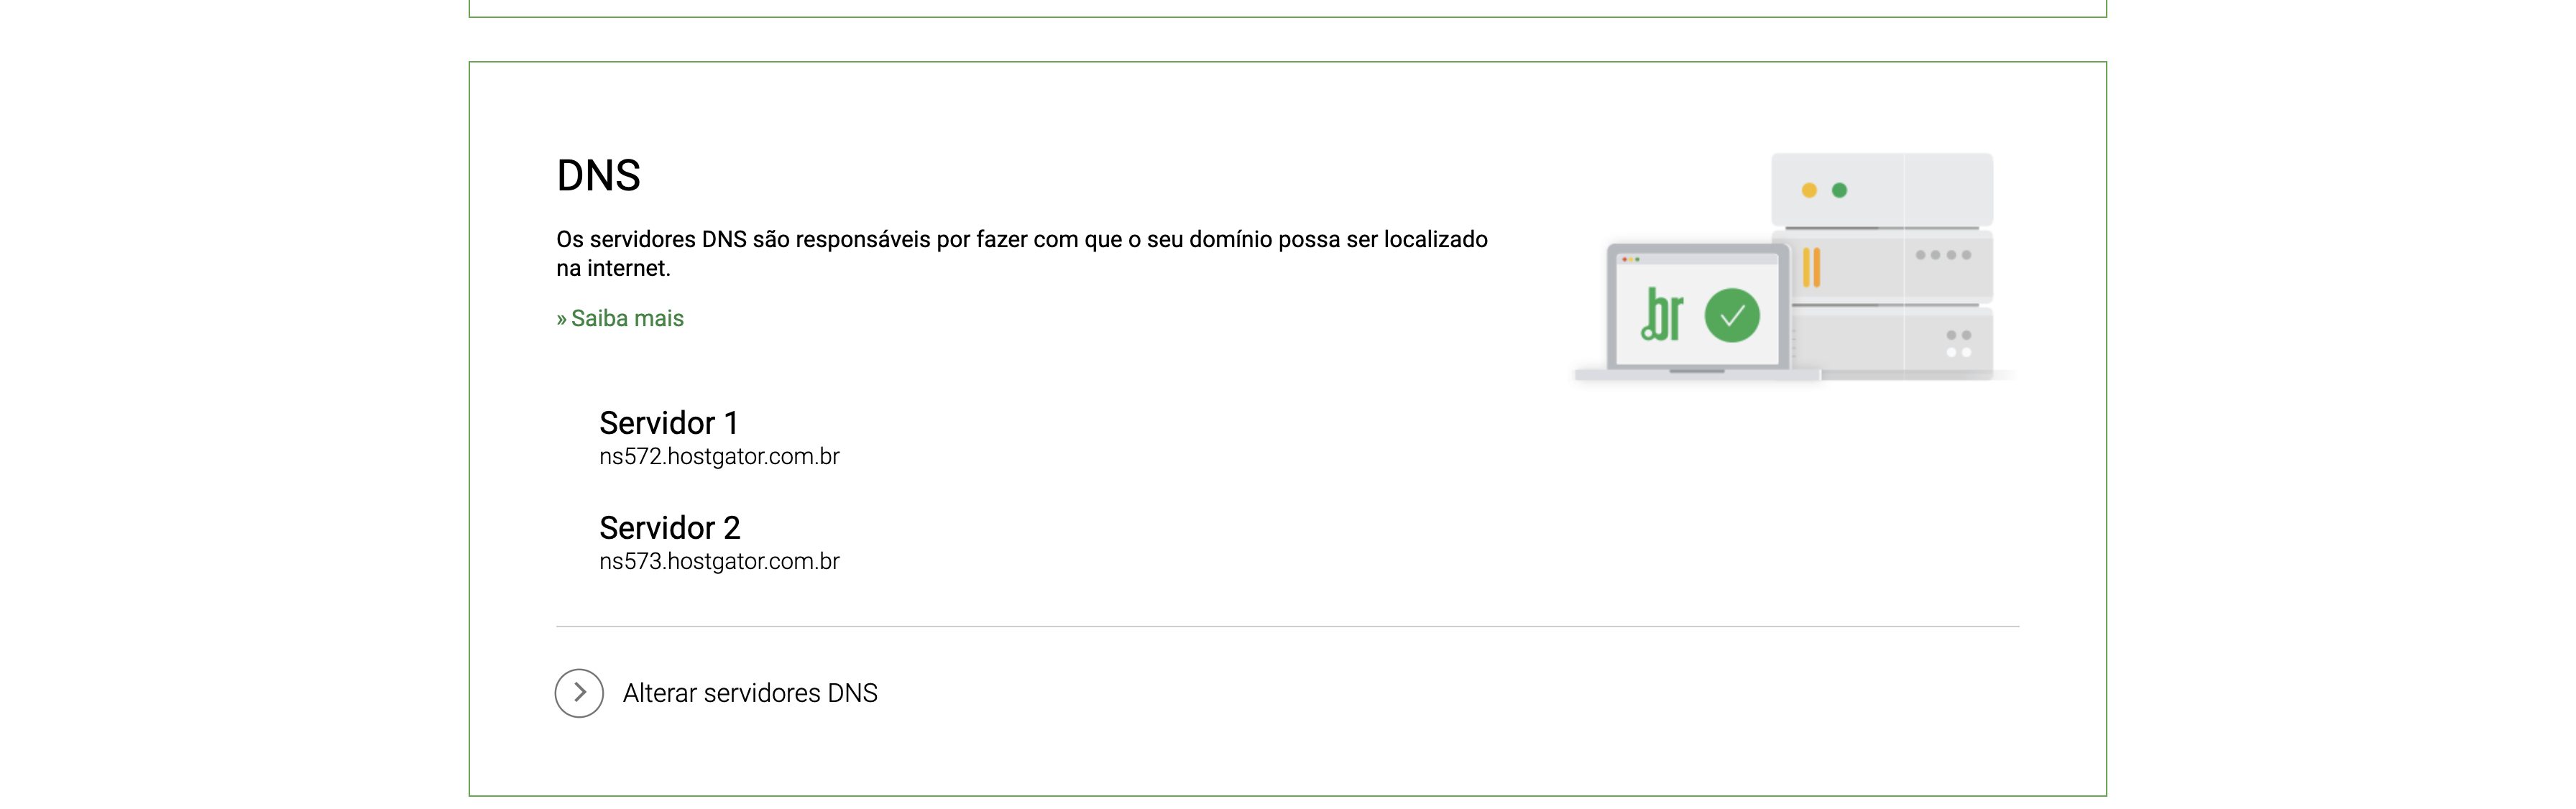 DNS
Os servidores DNS são responsáveis por fazer com que o seu domínio possa ser localizado
na internet.
» Saiba mais
.br
Servidor 1
ns572.hostgator.com.br
Servidor 2
ns573.hostgator.com.br
Alterar servidores DNS